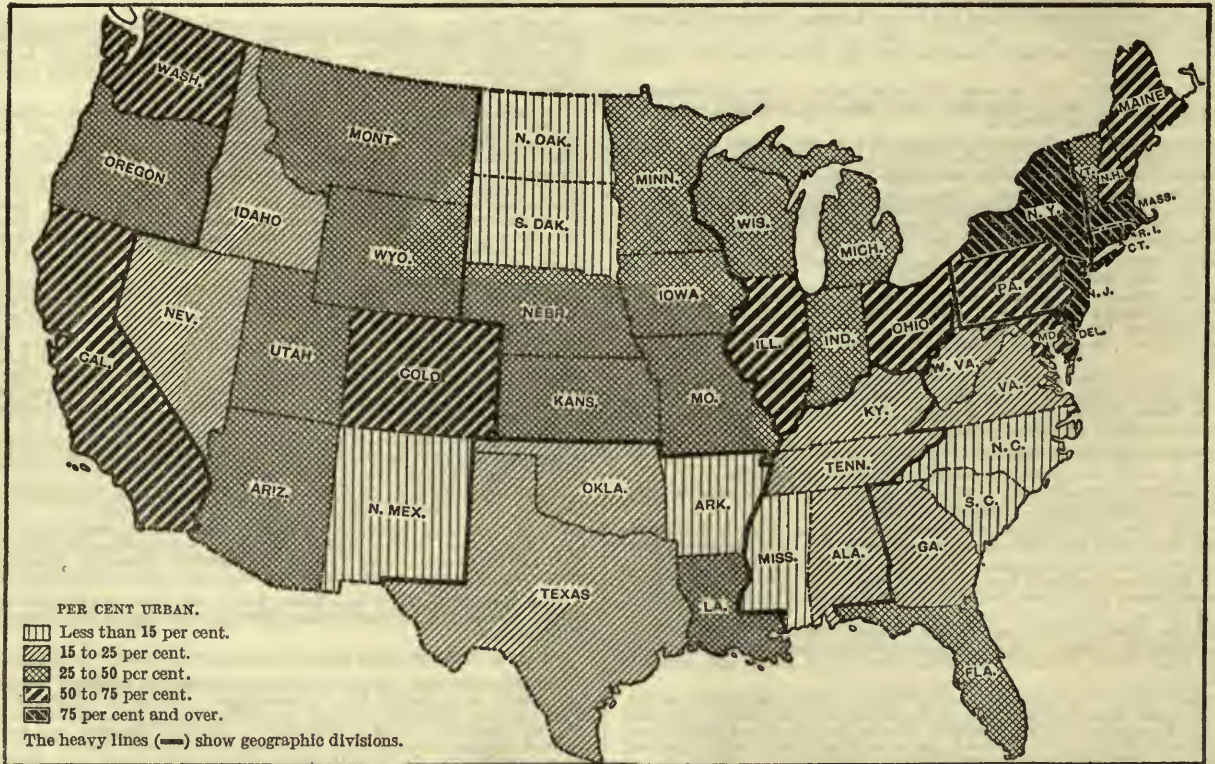 WASH.
MAINE
MONT.
N. DAK.
OREGON
MINN.
VT.
N.H.
IDAHO
S. DAK.
WIS.
N.Y.
MASS.
MICH.
R.I.
CT.
WYO.
IOWA
PA.
N.J.
NEV.
NEBR.
OHIO
UTAH
ILL.
IND.
MD.
DEL.
CAL.
COLO.
W. VA.
VA.
KANS.
MO.
KY.
N.C.
TENN.
ARIZ.
OKLA.
N. MEX.
ARK.
S.C.
MISS.
ALA.
GA.
TEXAS
LA.
FLA.
PER CENT URBAN.
Less than 15 per cent.
15 to 25 per cent.
25 to 50 per cent.
50 to 75 per cent.
75 per cent and over.
The heavy lines (▬) show geographic divisions.